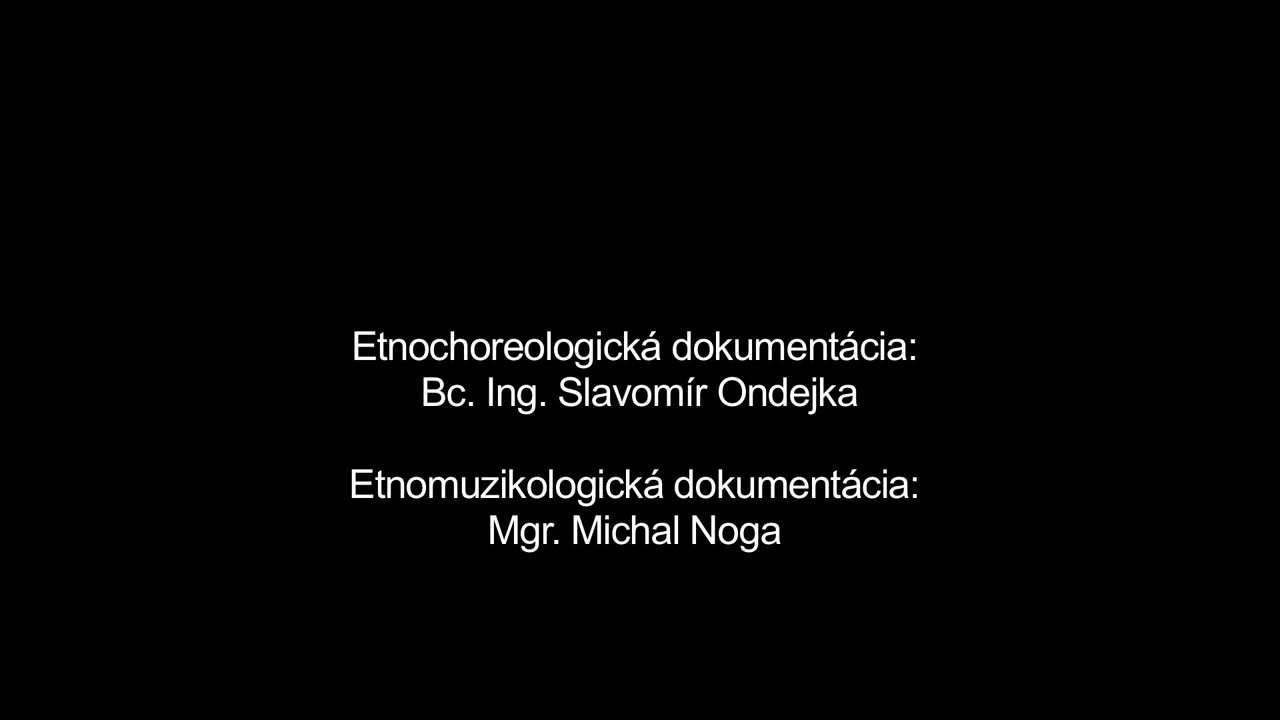 Etnochoreologická dokumentácia:
Bc. Ing. Slavomír Ondejka
Etnomuzikologická dokumentácia:
Mgr. Michal Noga